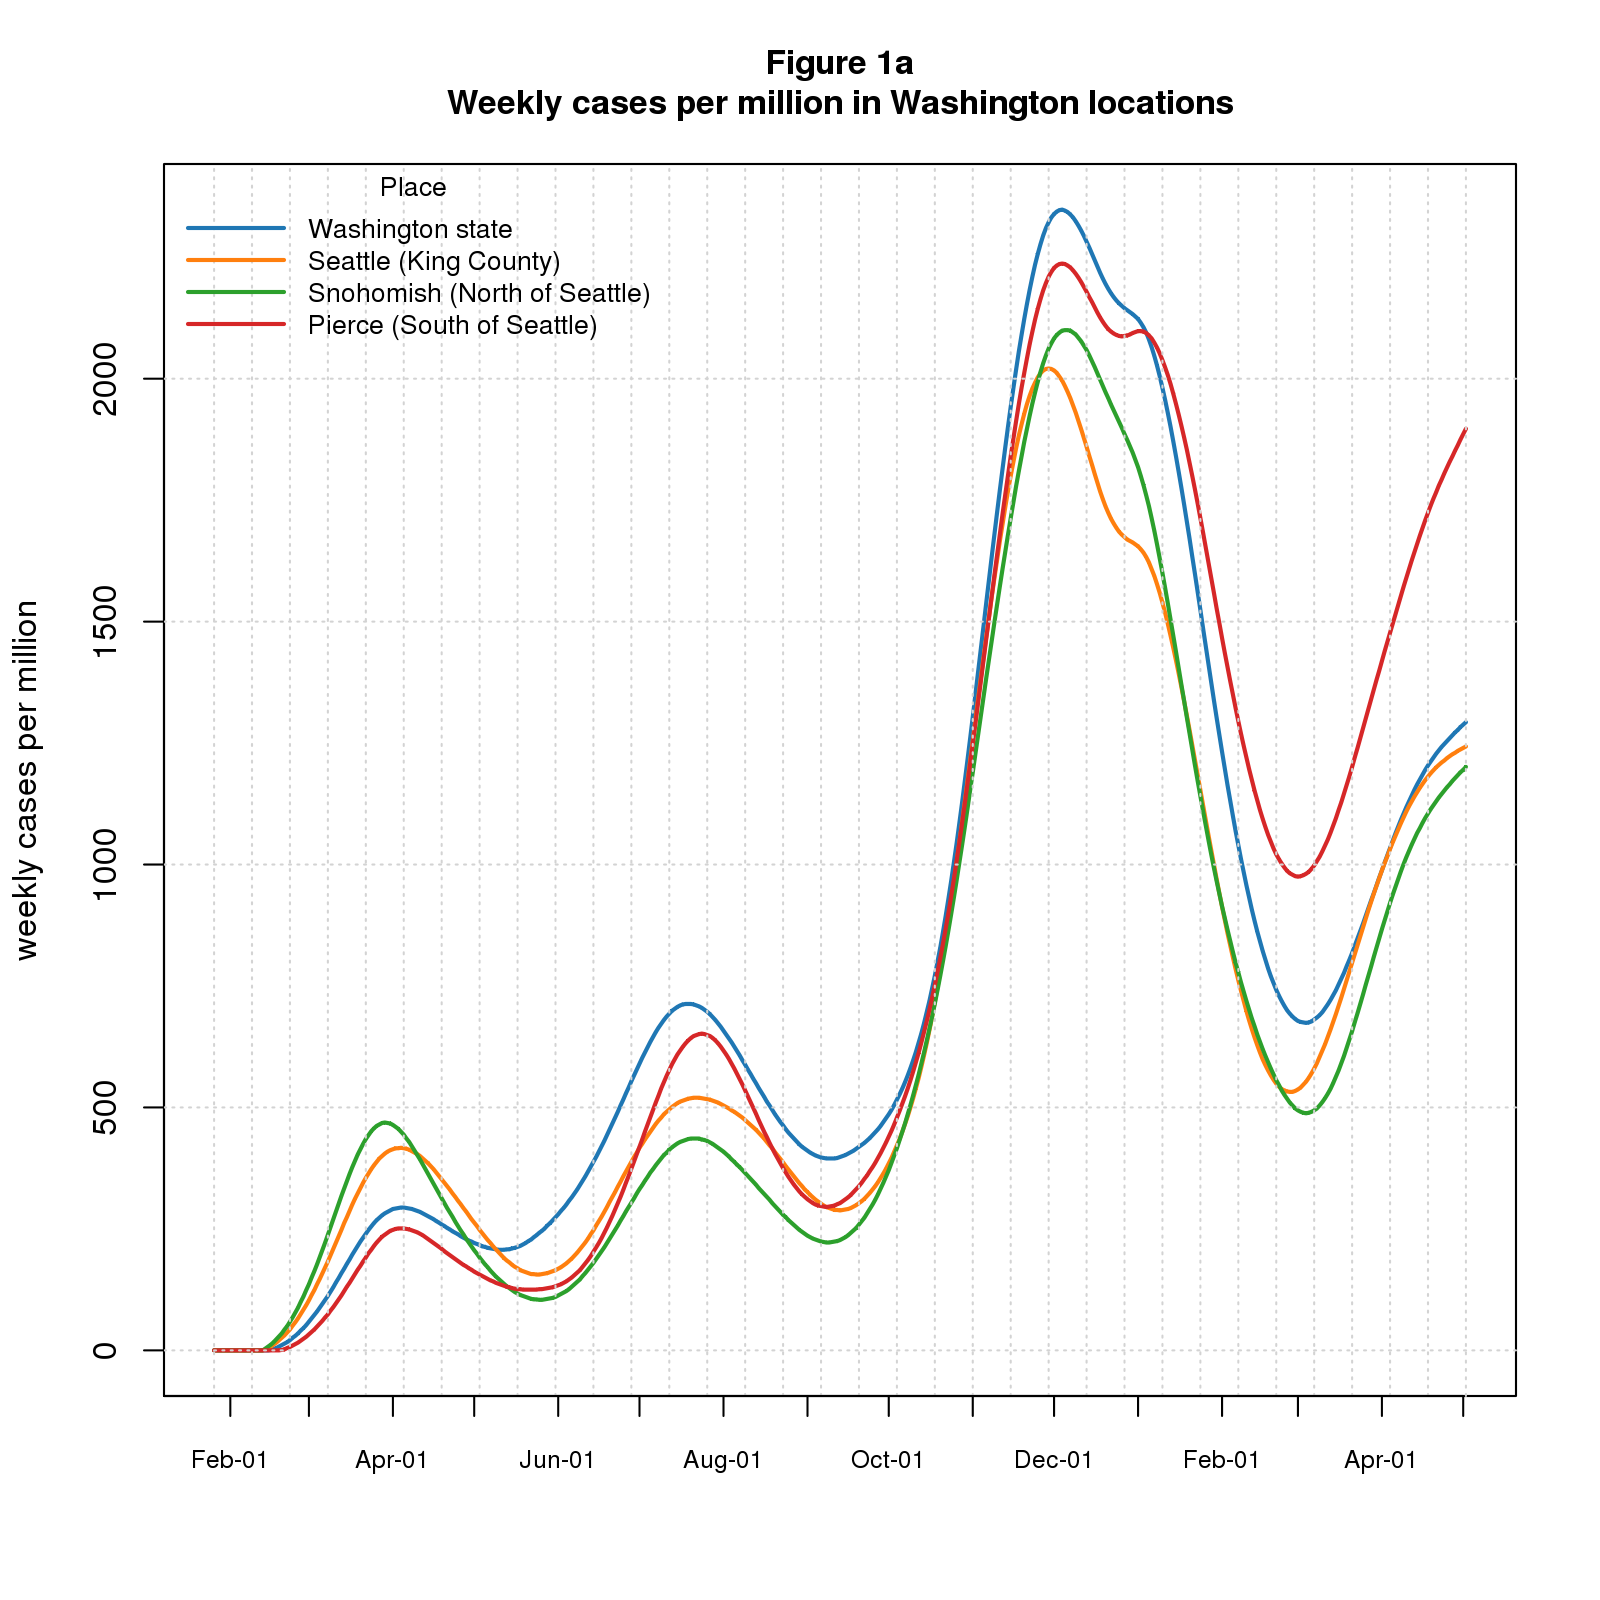 Figure 1a
Weekly cases per million in Washington locations
Place
Washington state
Seattle (King County)
Snohomish (North of Seattle)
Pierce (South of Seattle)
weekly cases per million
2000
1500
1000
500
0
Feb-01 Apr-01 Jun-01 Aug-01 Oct-01 Dec-01 Feb-01 Apr-01